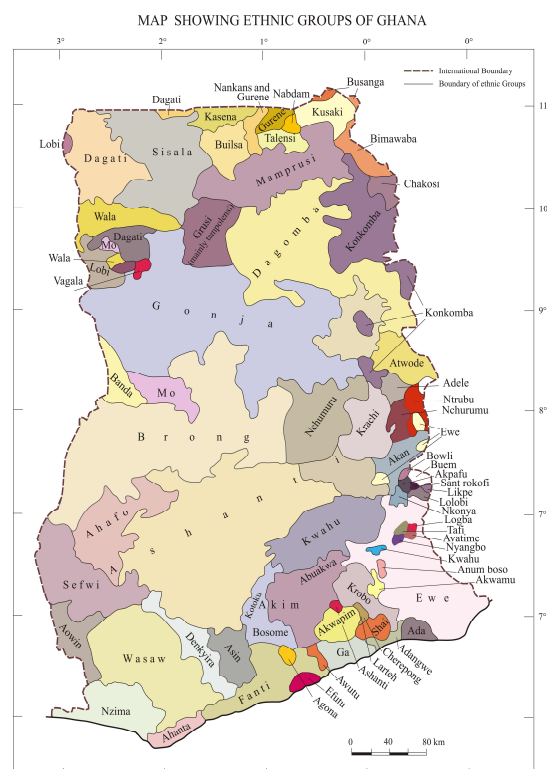 MAP SHOWING ETHNIC GROUPS OF GHANA
3°
2°
1°
0°
0°
International Boundary
Boundary of ethnic Groups
11
10
9°
8°
7°
7°
Busanga
Nankans and
Gurene
Nabdam
Dagati
Kasena
Gurene
Kusaki
Lobi
Builsa
Talensi
Bimawaba
Dagati
Sisala
Mamprusi
Chakosi
Wala
Grusi
(mainly tampolense)
Dagomba
Konkomba
Dagati
Mo
Wala
Lobi
Vagala
Gonja
Konkomba
Atwode
Banda
Mo
Adele
Ntrubu
Nchurumu
Nchumuru
Krachi
Ewe
Brong
Akan
Bowli
Buem
Akpafu
Sant rokofi
Likpe
Lolobi
Nkonya
Logba
Tafi
Avatime
Nyangbo
Kwahu
Anum boso
Akwamu
Ahafo
Ashanti
Kwahu
Sefwi
Abuakwa
Krobo
Ewe
Kotoku
Akim
Akwapim
Shai
Ada
Aowin
Bosome
Denkyira
Asin
Wasaw
Ga
Adangwe
Cherepong
Larteh
Ashanti
Fanti
Awutu
Efutu
Agona
Nzima
Ahanta
0 40 80 km